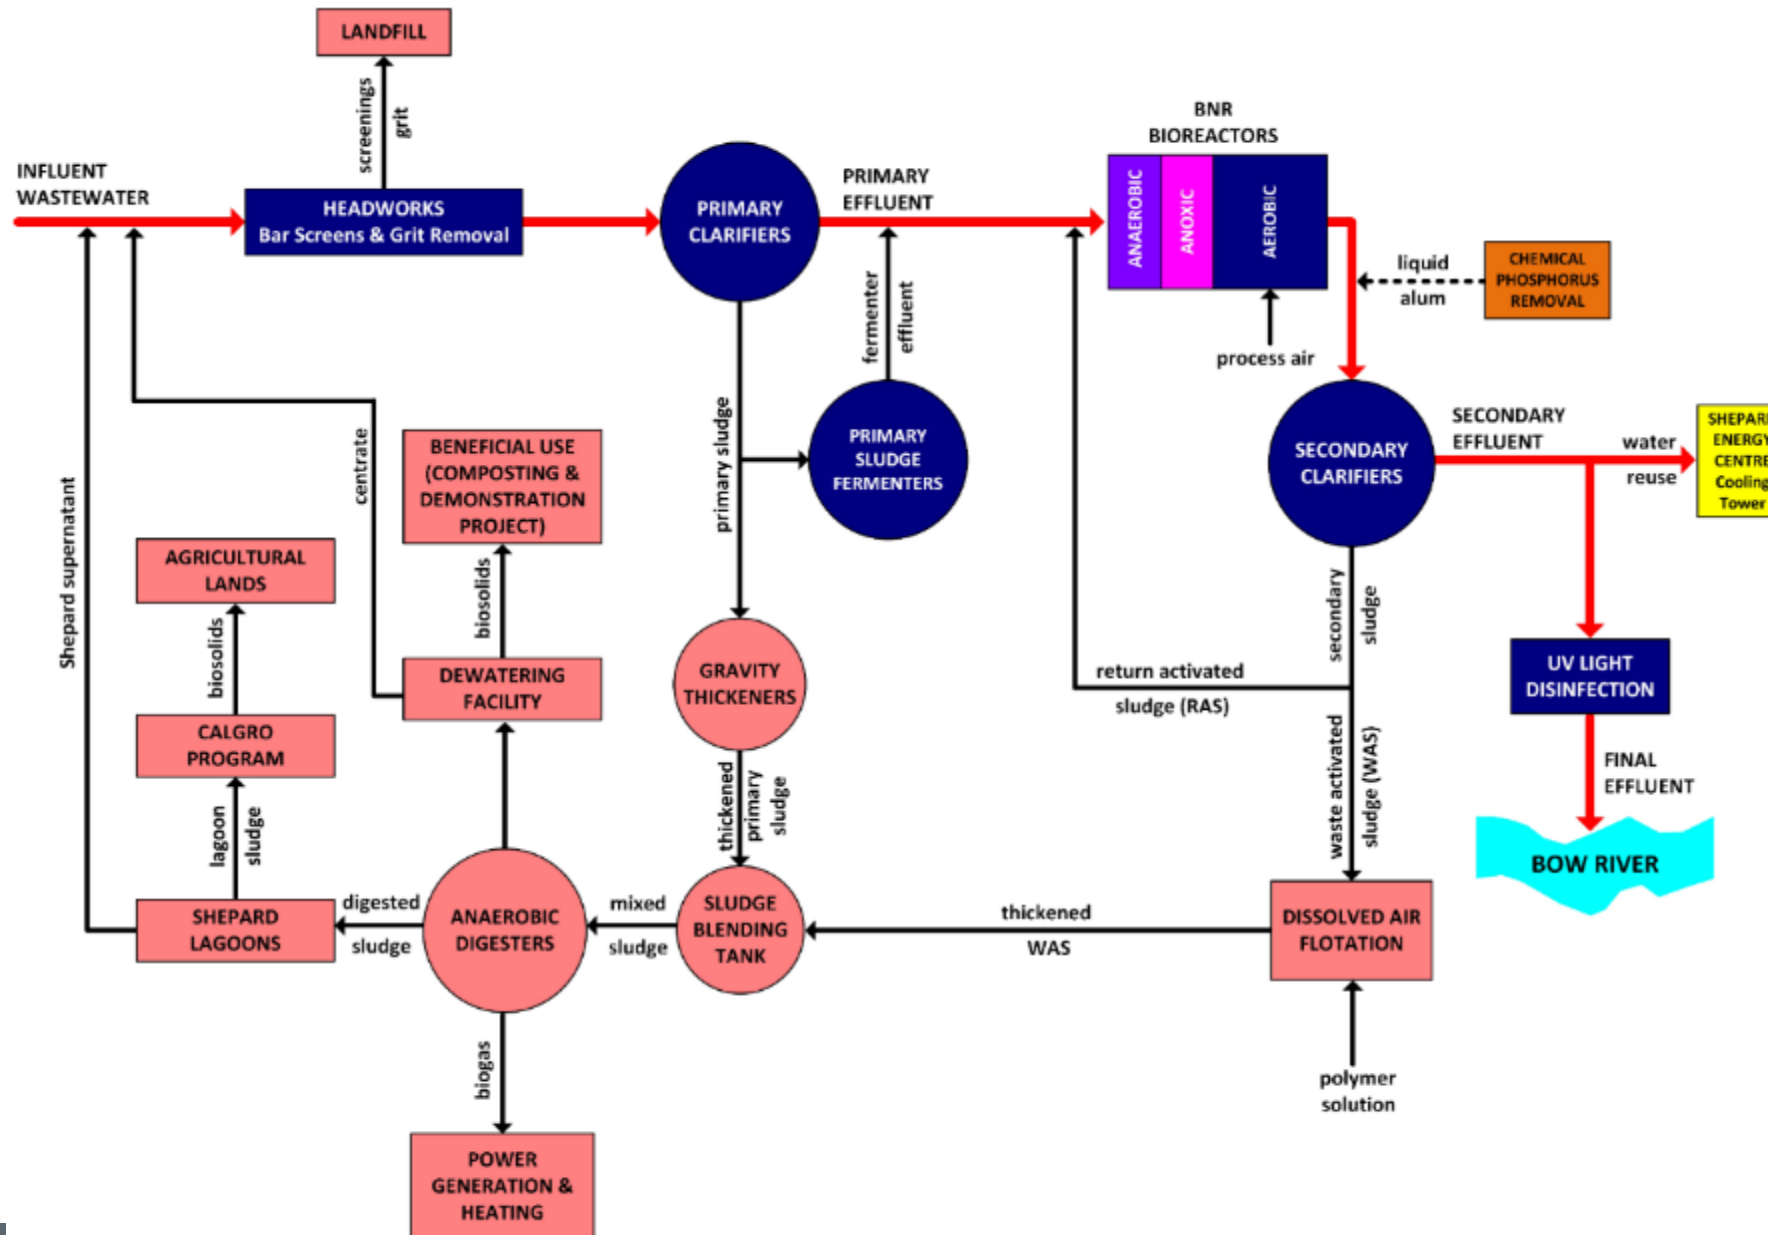 LANDFILL
screenings
grit
INFLUENT
WASTEWATER
HEADWORKS
Bar Screens & Grit Removal
PRIMARY
CLARIFIERS
PRIMARY
EFFLUENT
BNR
BIOREACTORS
ANAEROBIC
ANOXIC
AEROBIC
process air
liquid
alum
CHEMICAL
PHOSPHORUS
REMOVAL
fermenter
effluent
primary sludge
PRIMARY
SLUDGE
FERMENTERS
SECONDARY
CLARIFIERS
SECONDARY
EFFLUENT
water
reuse
SHEPARD
ENERGY
CENTRE
Cooling
Tower
Shepard supernatant
centrate
BENEFICIAL USE
(COMPOSTING &
DEMONSTRATION
PROJECT)
biosolids
AGRICULTURAL
LANDS
biosolids
DEWATERING
FACILITY
CALGRO
PROGRAM
lagoon
sludge
GRAVITY
THICKENERS
thickened
primary
sludge
secondary
sludge
return activated
sludge (RAS)
waste activated
sludge (WAS)
UV LIGHT
DISINFECTION
FINAL
EFFLUENT
BOW RIVER
SHEPARD
LAGOONS
digested
sludge
ANAEROBIC
DIGESTERS
mixed
sludge
SLUDGE
BLENDING
TANK
thickened
WAS
DISSOLVED AIR
FLOTATION
polymer
solution
biogas
POWER
GENERATION &
HEATING